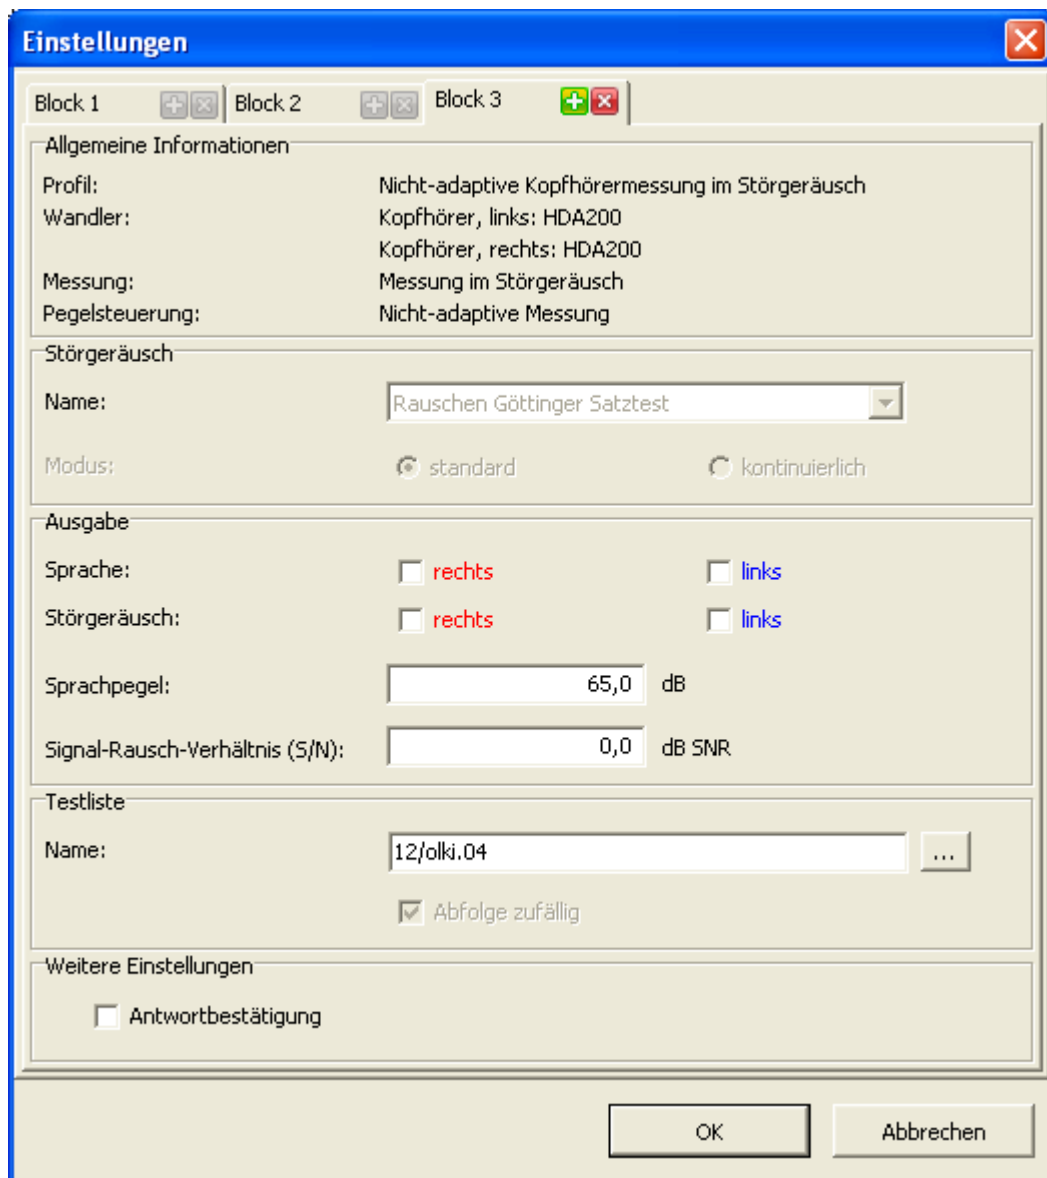 Einstellungen
Block 1 Block 2 Block 3
Allgemeine Informationen
Profil: Nicht-adaptive Kopfhörermessung im Störgeräusch
Wandler: Kopfhörer, links: HDA200
Kopfhörer, rechts: HDA200
Messung: Messung im Störgeräusch
Pegelsteuerung: Nicht-adaptive Messung
Störgeräusch
Name: Rauschen Göttinger Satztest
Modus: standard kontinuierlich
Ausgabe
Sprache: rechts links
Störgeräusch: rechts links
Sprachpegel: 65,0 dB
Signal-Rausch-Verhältnis (S/N): 0,0 dB SNR
Testliste
Name: 12/olki.04 ...
Abfolge zufällig
Weitere Einstellungen
Antwortbestätigung
OK Abbrechen